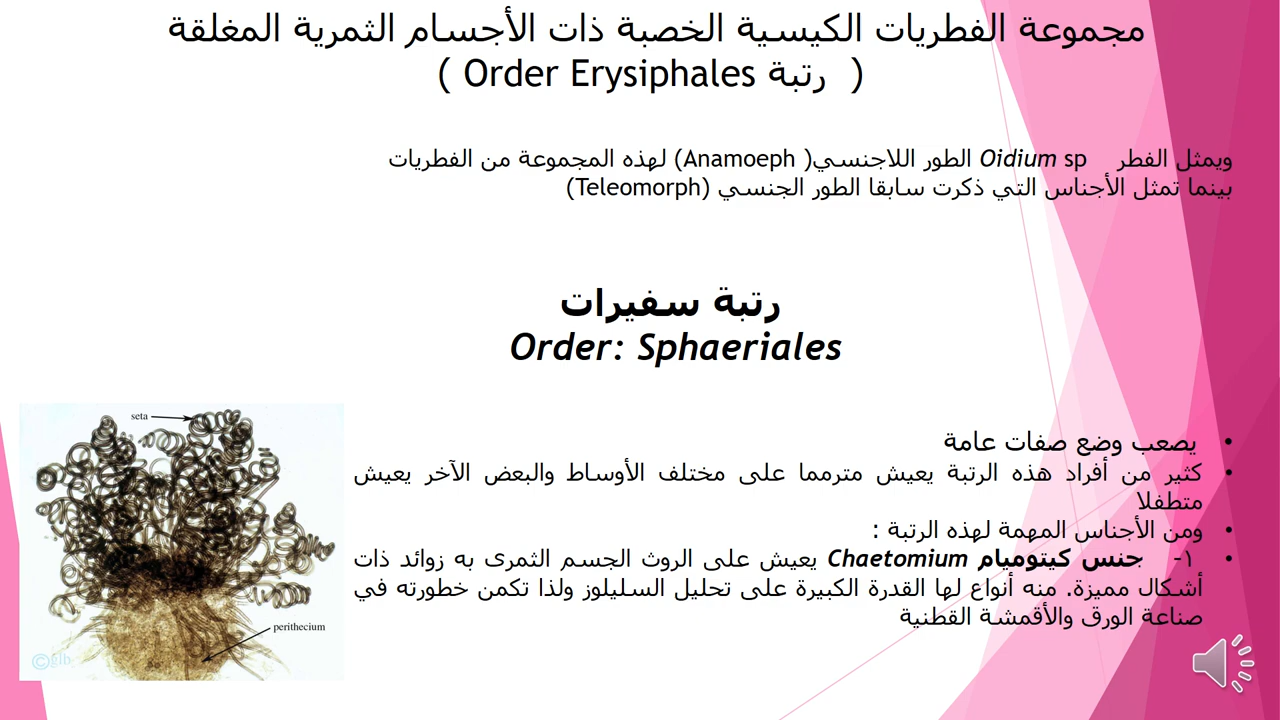 مجموعة الفطريات الكيسية الخصبة ذات الأجسام الثمرية المغلقة
( رتبة Order Erysiphales )
ويمثل الفطر Oidium sp الطور اللاجنسي( Anamoeph) لهذه المجموعة من الفطريات
بينما تمثل الأجناس التي ذكرت سابقا الطور الجنسي (Teleomorph)
رتبة سفيرات
Order: Sphaeriales
• يصعب وضع صفات عامة
• كثير من أفراد هذه الرتبة يعيش مترمما على مختلف الأوساط والبعض الآخر يعيش
متطفلا
• ومن الأجناس المهمة لهذه الرتبة :
• ١- جنس كيتوميام Chaetomium يعيش على الروث الجسم الثمرى به زوائد ذات
أشكال مميزة. منه أنواع لها القدرة الكبيرة على تحليل السليلوز ولذا تكمن خطورته في
صناعة الورق والأقمشة القطنية
seta
perithecium
©glb